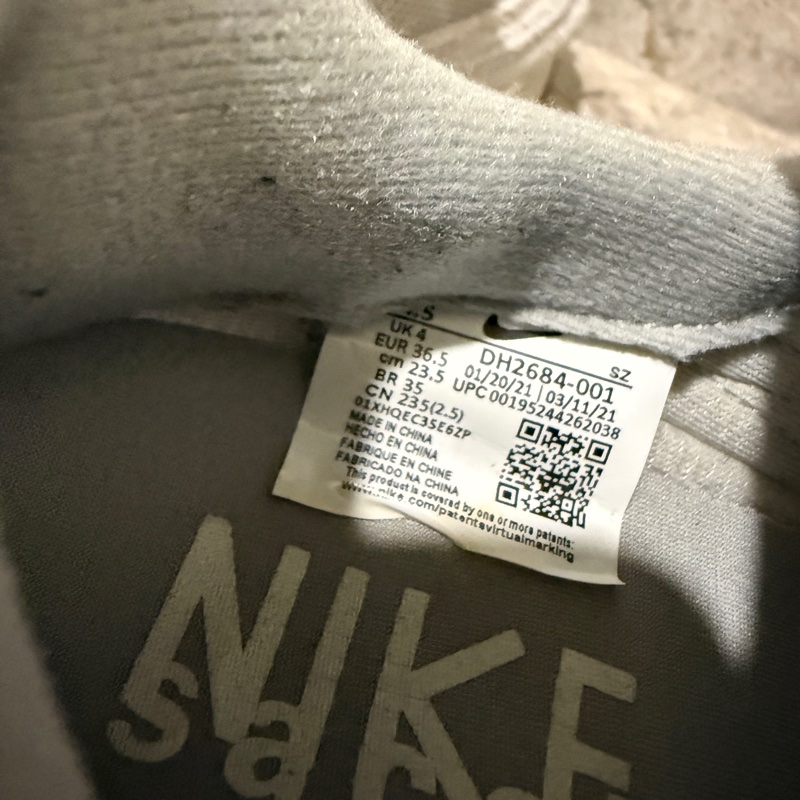 UK 4
EUR 36.5
cm 23.5
BR 35
CN 235(2.5)
01XHQEC35E6ZP
MADE IN CHINA
HECHO EN CHINA
FABRIQUE EN CHINE
FABRICADO NA CHINA
This product is covered by one or more patents:
www.nike.com/patentsvirtualmarking
SZ
DH2684-001
01/20/21 | 03/11/21
UPC 00195244262038
NIKE